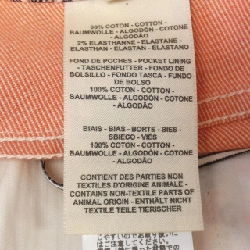 98% COTON - COTTON -
BAUMWOLLE - ALGODON - COTONE
- ALGODÃO
2% ELASTHANNE - ELASTANE -
ELASTHAN - ELASTAN - ELASTANO
FOND DE POCHES - POCKET LINING
- TASCHENFUTTER - FONDO DE
BOLSILLO - FONDO TASCA - FUNDO
DE BOLSO
100% COTON - COTTON -
BAUMWOLLE - ALGODON - COTONE
- ALGODÃO
BIAIS - BIAS - BORTE - BIES -
SBIECO - VIÉS
100% COTON - COTTON -
BAUMWOLLE - ALGODON - COTONE
- ALGODÃO
CONTIENT DES PARTIES NON
TEXTILES D'ORIGINE ANIMALE -
CONTAINS NON-TEXTILE PARTS OF
ANIMAL ORIGIN - ENTHÄLT NICHT
TEXTILE TEILE TIERISCHER